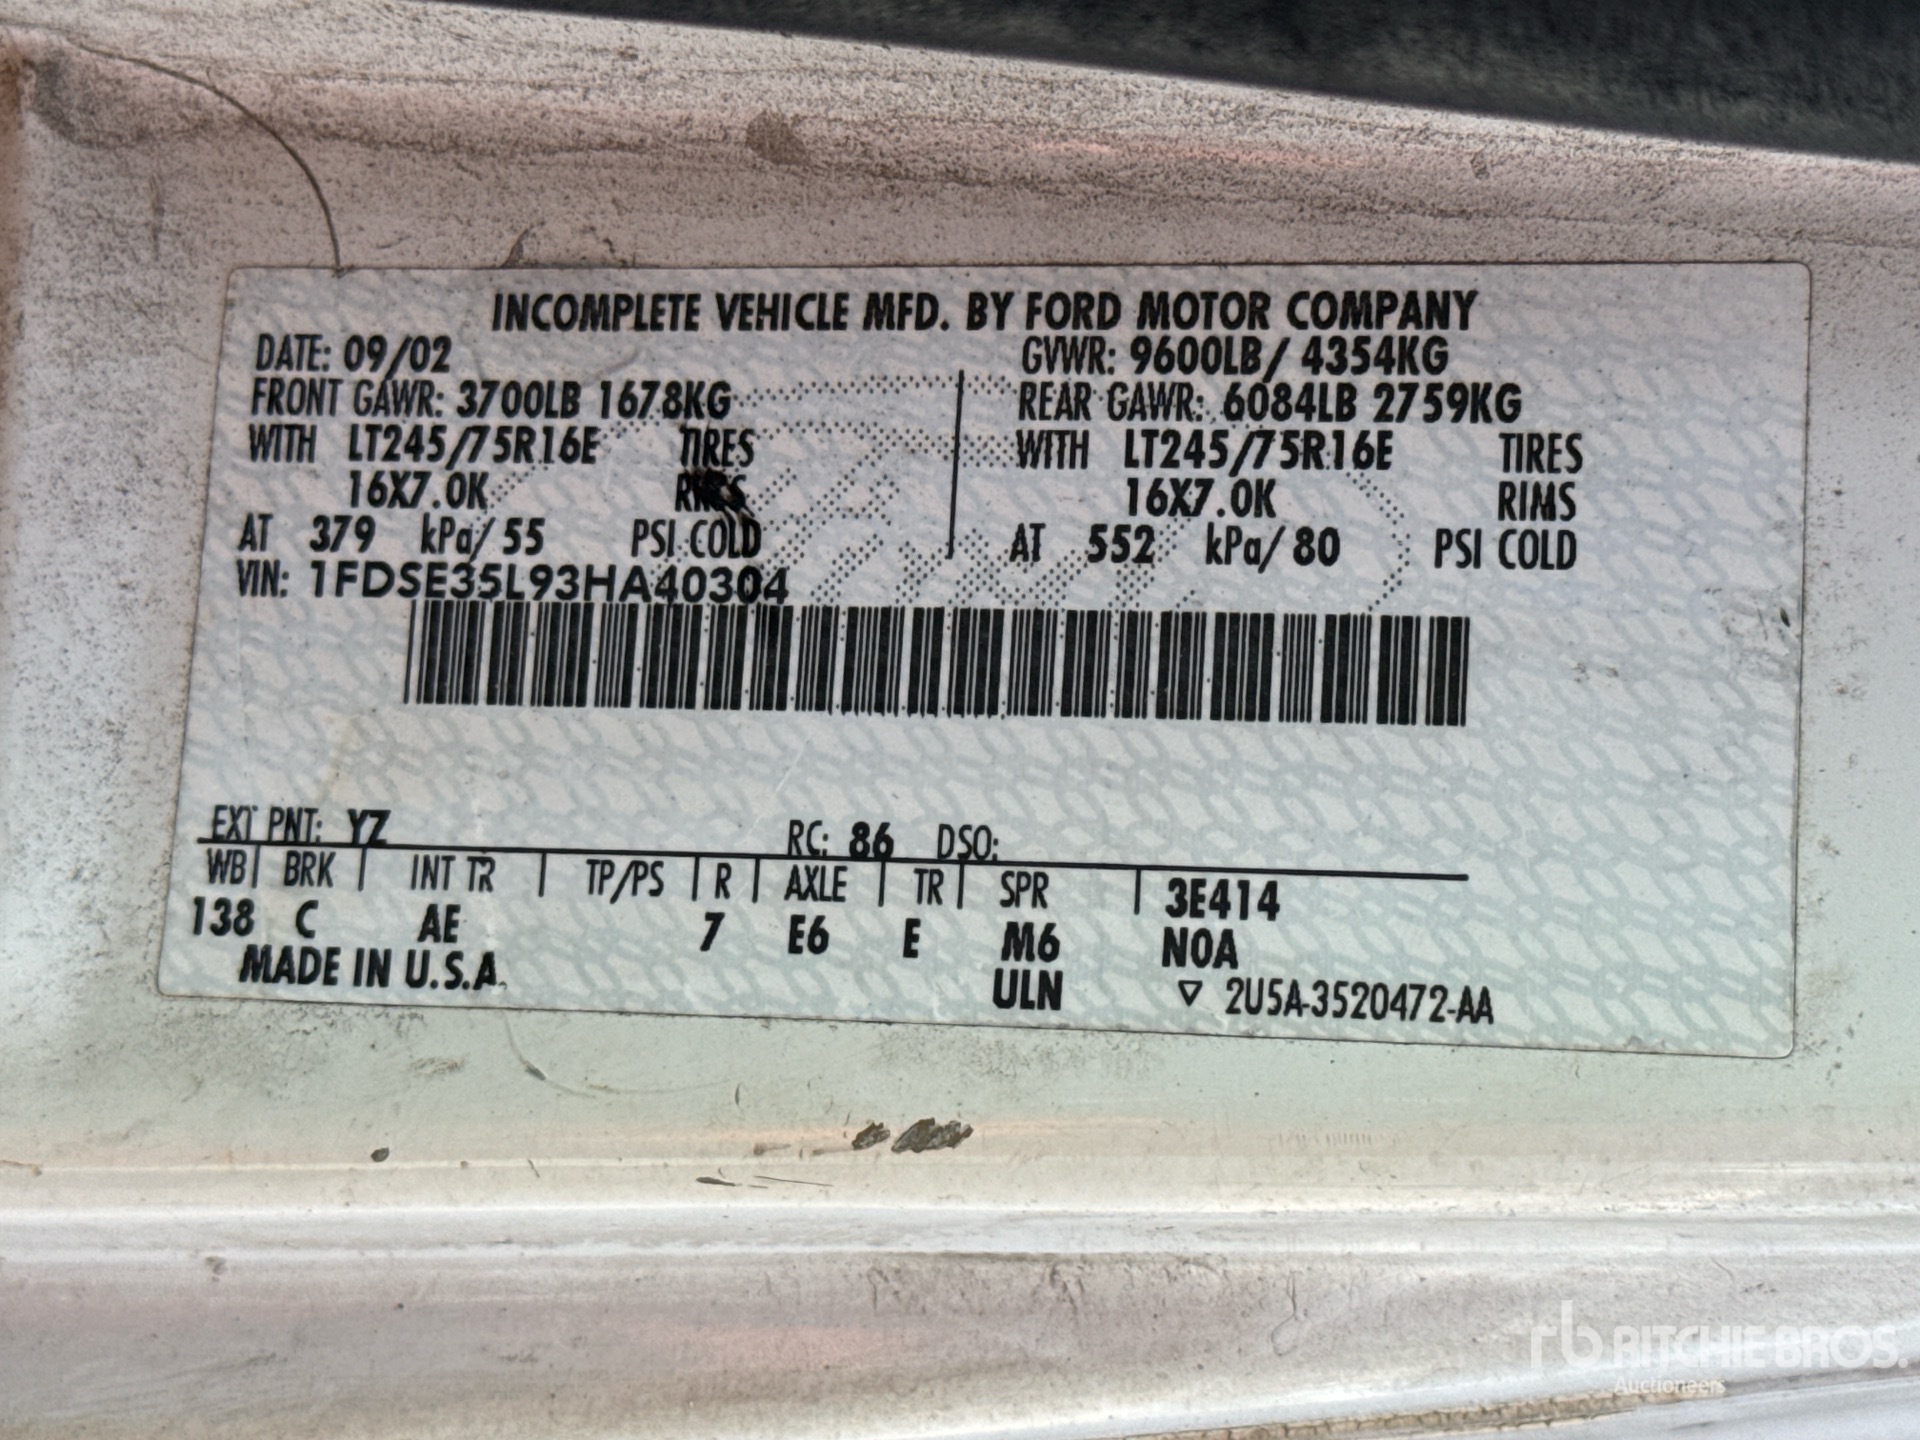 INCOMPLETE VEHICLE MFD. BY FORD MOTOR COMPANY
DATE: 09/02 GVWR: 9600LB/ 4354KG
FRONT GAWR: 3700LB 1678KG REAR GAWR: 6084LB 2759KG
WITH LT245/75R16E TIRES WITH LT245/75R16E TIRES
16X7.0K RIMS 16X7.0K RIMS
AT 379 kPa/ 55 PSI COLD AT 552 kPa/ 80 PSI COLD
VIN: 1FDSE35L93HA40304
EXT PNT: YZ RC: 86 DSO:
WB BRK INT TR TP/PS R AXLE TR SPR 3E414
138 C AE 7 E6 E M6 NOA
MADE IN U.S.A. ULN ▽ 2U5A-3520472-AA
rb RITCHIE BROS.
Auctioneers